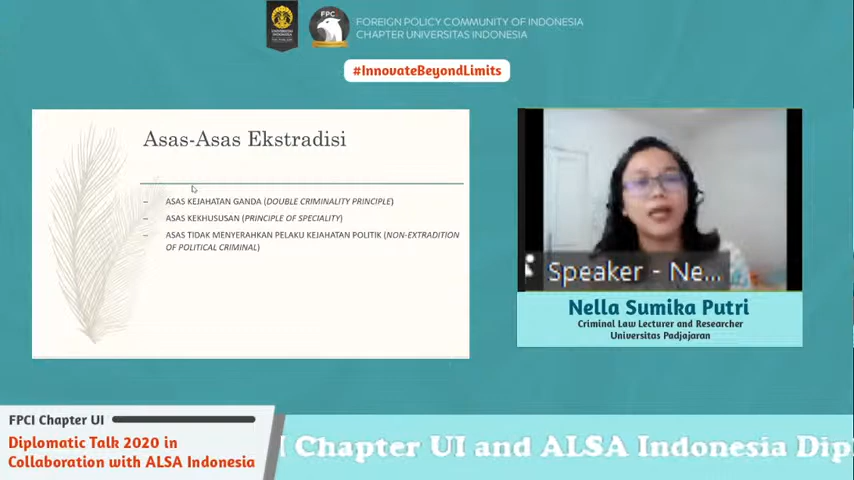 FPC
FOREIGN POLICY COMMUNITY OF INDONESIA
CHAPTER UNIVERSITAS INDONESIA
#InnovateBeyondLimits
Asas-Asas Ekstradisi
– ASAS KEJAHATAN GANDA (DOUBLE CRIMINALITY PRINCIPLE)
– ASAS KEKHUSUSAN (PRINCIPLE OF SPECIALITY)
– ASAS TIDAK MENYERAHKAN PELAKU KEJAHATAN POLITIK (NON-EXTRADITION
OF POLITICAL CRIMINAL)
Speaker - Ne...
Nella Sumika Putri
Criminal Law Lecturer and Researcher
Universitas Padjajaran
FPCI Chapter UI
Diplomatic Talk 2020 in
Collaboration with ALSA Indonesia
I Chapter UI and ALSA Indonesia Dip